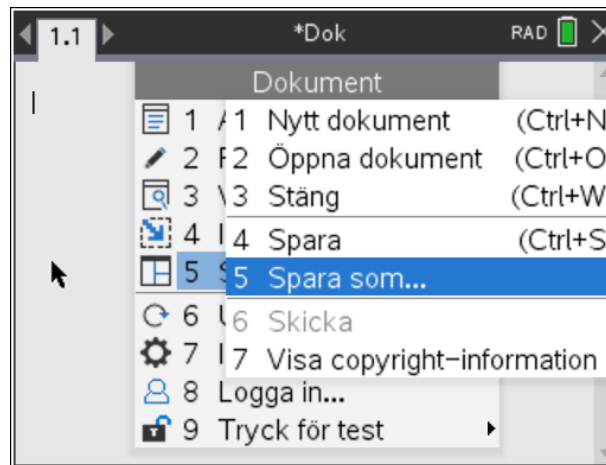 1.1 *Dok RAD
Dokument
1
2
3
4
5
6
7
8 Logga in...
9 Tryck för test
1 Nytt dokument (Ctrl+N
2 Öppna dokument (Ctrl+O
3 Stäng (Ctrl+W
4 Spara (Ctrl+S
5 Spara som...
6 Skicka
7 Visa copyright-information